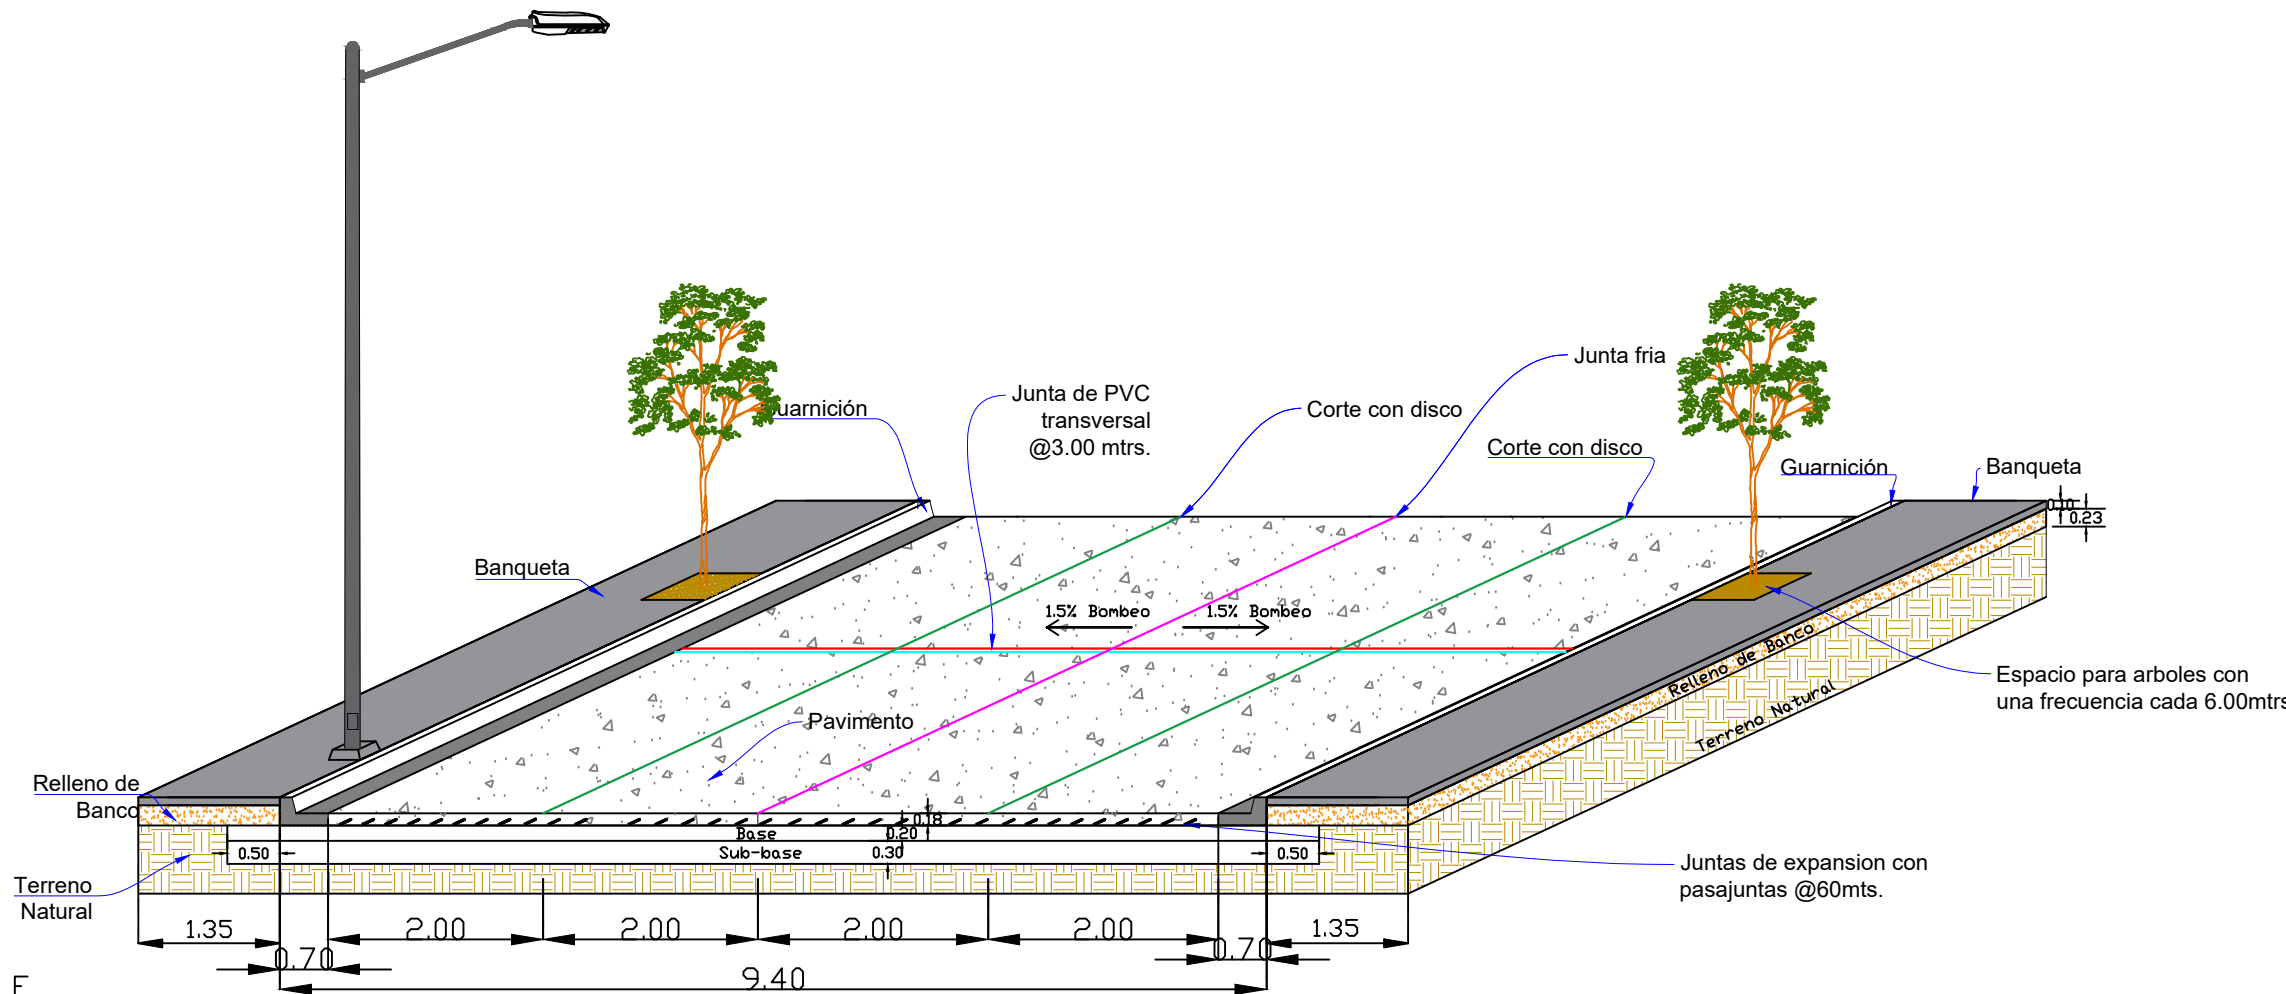 Junta fria
Junta de PVC
transversal
@3.00 mtrs.
uarnición
Corte con disco
Corte con disco
Guarnición
Banqueta
0.10
0.23
Banqueta
1.5% Bombeo
1.5% Bombeo
Relleno de Banco
Terreno Natural
Espacio para arboles con
una frecuencia cada 6.00mtrs
Pavimento
Relleno de
Banco
0.18
Base
0.20
Sub-base
0.30
0.50
0.50
Juntas de expansion con
pasajuntas @60mts.
Terreno
Natural
1.35
2.00
2.00
2.00
2.00
1.35
0.70
0.70
9.40